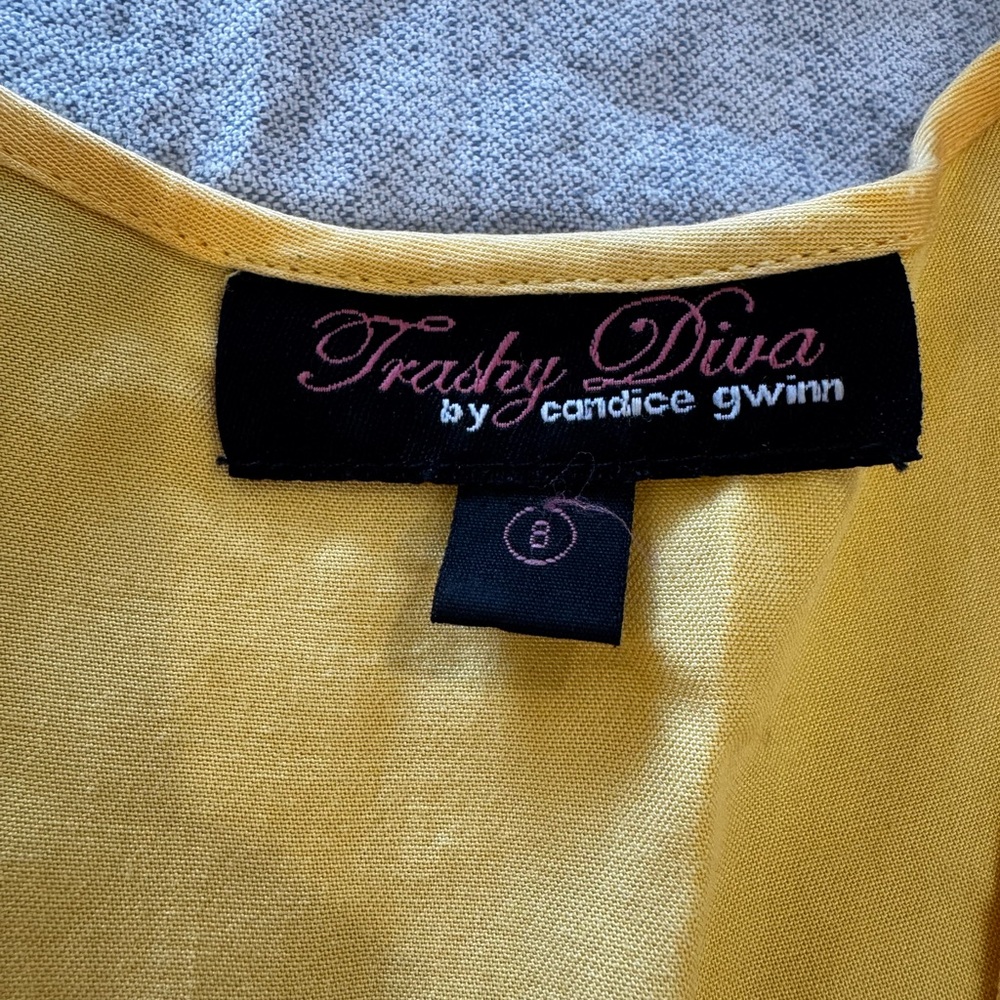 Trashy Diva
by candice gwinn
8